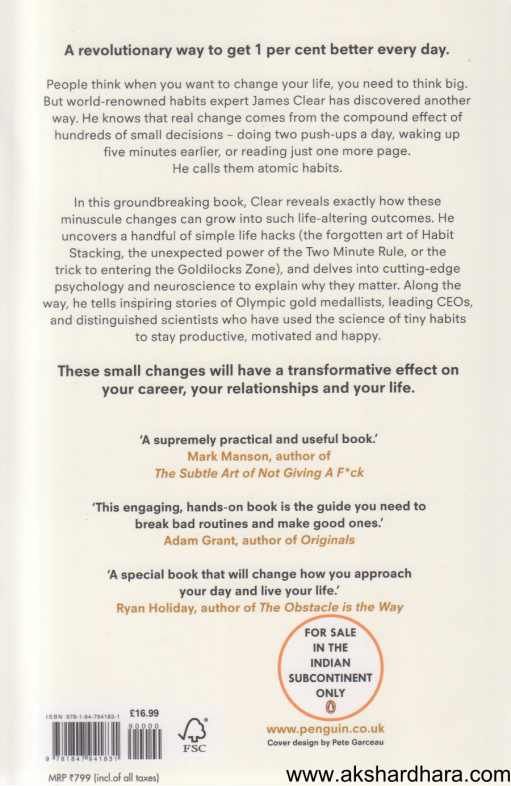 A revolutionary way to get 1 per cent better every day.
People think when you want to change your life, you need to think big.
But world-renowned habits expert James Clear has discovered another
way. He knows that real change comes from the compound effect of
hundreds of small decisions – doing two push-ups a day, waking up
five minutes earlier, or reading just one more page.
He calls them atomic habits.
In this groundbreaking book, Clear reveals exactly how these
minuscule changes can grow into such life-altering outcomes. He
uncovers a handful of simple life hacks (the forgotten art of Habit
Stacking, the unexpected power of the Two Minute Rule, or the
trick to entering the Goldilocks Zone), and delves into cutting-edge
psychology and neuroscience to explain why they matter. Along the
way, he tells inspiring stories of Olympic gold medallists, leading CEOs,
and distinguished scientists who have used the science of tiny habits
to stay productive, motivated and happy.
These small changes will have a transformative effect on
your career, your relationships and your life.
‘A supremely practical and useful book.’
Mark Manson, author of
The Subtle Art of Not Giving A F*ck
‘This engaging, hands-on book is the guide you need to
break bad routines and make good ones.’
Adam Grant, author of Originals
‘A special book that will change how you approach
your day and live your life.’
Ryan Holiday, author of The Obstacle is the Way
FOR SALE
IN THE
INDIAN
SUBCONTINENT
ONLY
www.penguin.co.uk
Cover design by Pete Garceau
ISBN 978-1-84-794183-1
£16.99
90000
9 781847 941831
FSC
MRP ₹799 (incl.of all taxes)
www.akshardhara.com